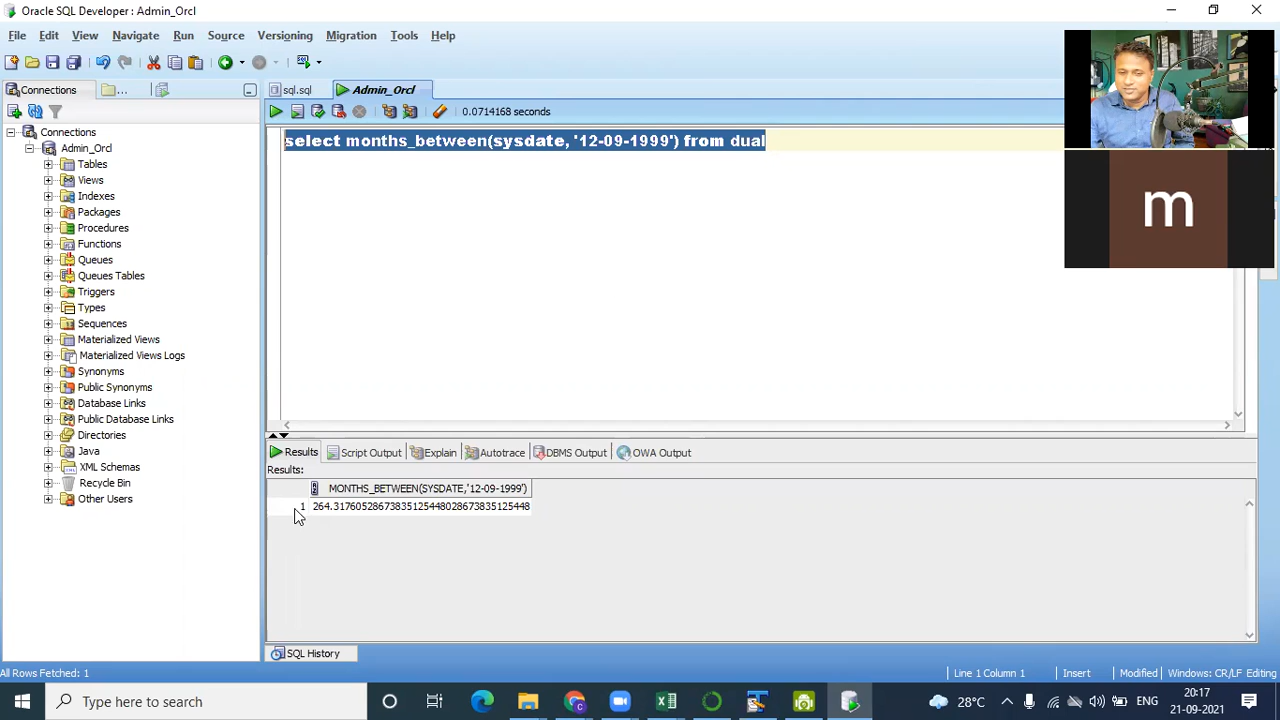 Oracle SQL Developer : Admin_Orcl
File Edit View Navigate Run Source Versioning Migration Tools Help
Connections
...
sql.sql
Admin_Orcl
0.0714168 seconds
Connections
Admin_Orcl
Tables
Views
Indexes
Packages
Procedures
Functions
Queues
Queues Tables
Triggers
Types
Sequences
Materialized Views
Materialized Views Logs
Synonyms
Public Synonyms
Database Links
Public Database Links
Directories
Java
XML Schemas
Recycle Bin
Other Users
select months_between(sysdate, '12-09-1999') from dual
m
Results Script Output Explain Autotrace DBMS Output OWA Output
Results:
MONTHS_BETWEEN(SYSDATE,'12-09-1999')
1 264.3176052867383512544802867383512544​8
SQL History
All Rows Fetched: 1
Line 1 Column 1 Insert Modified Windows: CR/LF Editing
Type here to search
28°C
ENG
20:17
21-09-2021